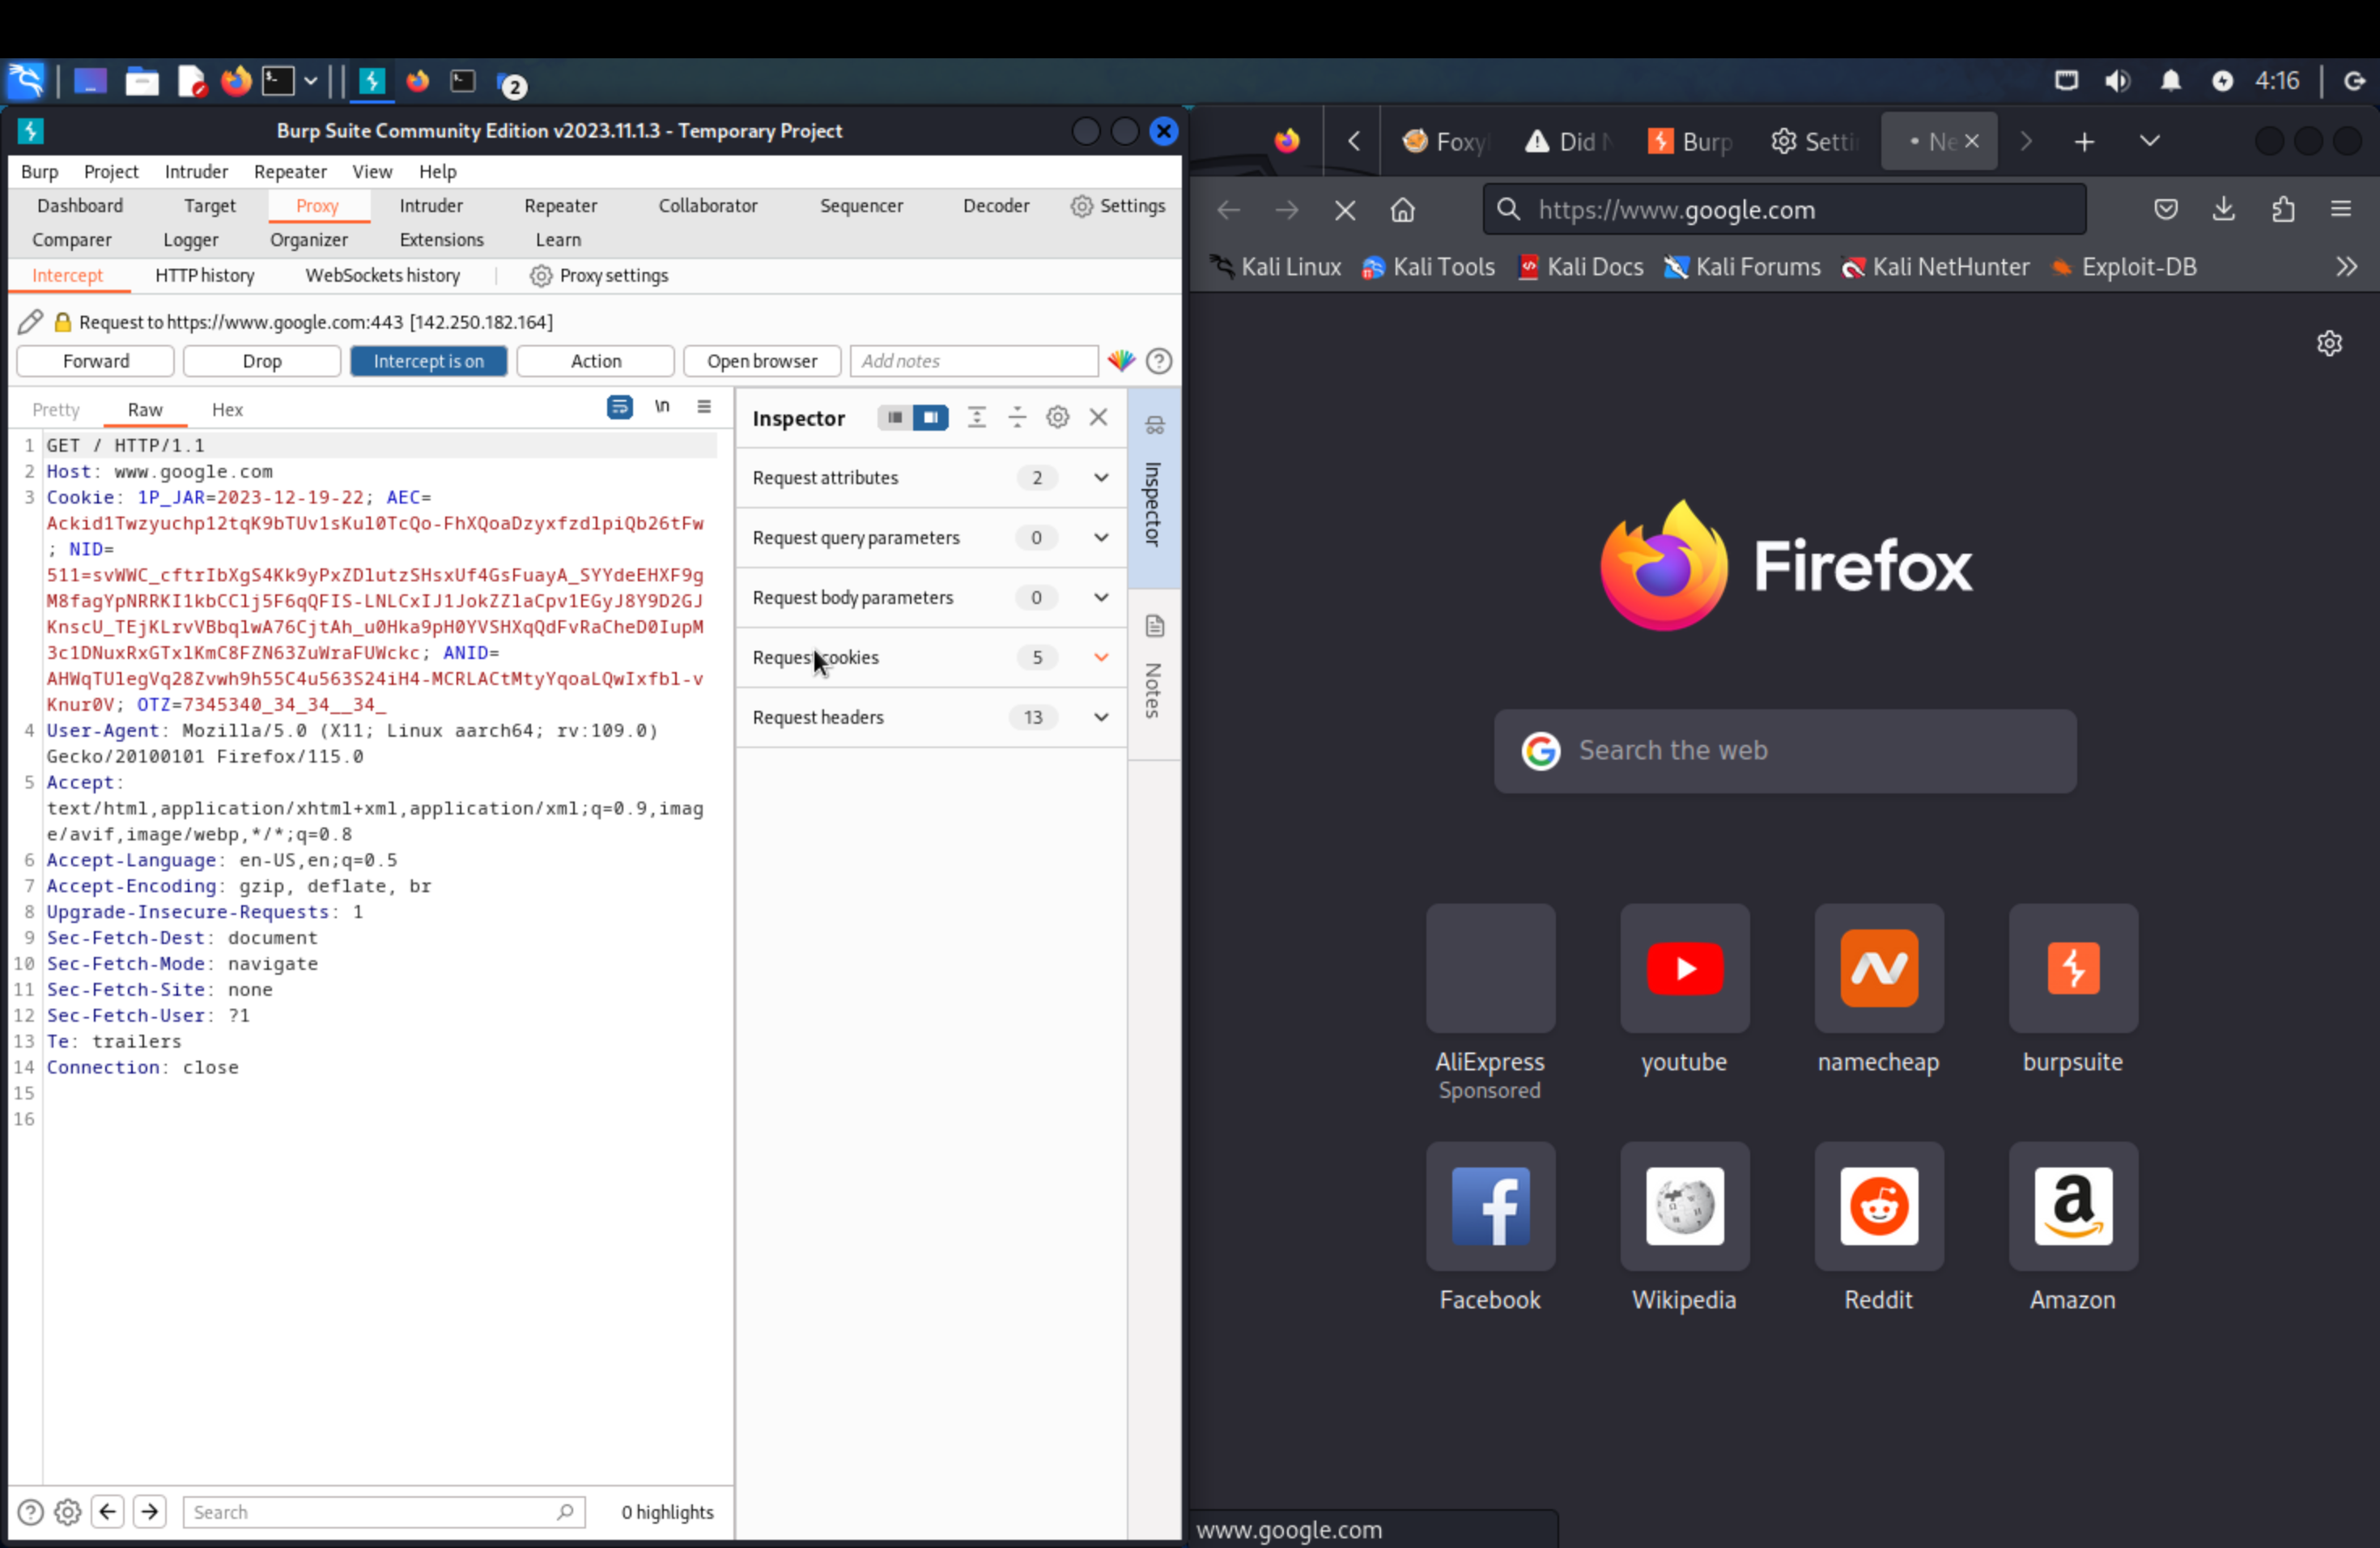 2
4:16
Burp Suite Community Edition v2023.11.1.3 - Temporary Project
Burp Project Intruder Repeater View Help
Dashboard Target Proxy Intruder Repeater Collaborator Sequencer Decoder Settings
Comparer Logger Organizer Extensions Learn
Intercept HTTP history WebSockets history Proxy settings
Request to https://www.google.com:443 [142.250.182.164]
Forward Drop Intercept is on Action Open browser Add notes
Pretty Raw Hex \n
1 GET / HTTP/1.1
2 Host: www.google.com
3 Cookie: 1P_JAR=2023-12-19-22; AEC=
Ackid1Twzyuchp12tqK9bTUv1sKul0TcQo-FhXQoaDzyxfzdlpiQb26tFw
; NID=
511=svWWC_cftrIbXgS4Kk9yPxZDlutzSHsxUf4GsFuayA_SYYdeEHXF9g
M8fagYpNRRKI1kbCClj5F6qQFIS-LNLCxIJ1JokZZlaCpv1EGyJ8Y9D2GJ
KnscU_TEjKLrvVBbqlwA76CjtAh_u0Hka9pH0YVSHXqQdFvRaCheD0IupM
3c1DNuxRxGTxlKmC8FZN63ZuWraFUWckc; ANID=
AHWqTUlegVq28Zvwh9h55C4u563S24iH4-MCRLACtMtyYqoaLQwIxfbl-v
Knur0V; OTZ=7345340_34_34__34_
4 User-Agent: Mozilla/5.0 (X11; Linux aarch64; rv:109.0)
Gecko/20100101 Firefox/115.0
5 Accept:
text/html,application/xhtml+xml,application/xml;q=0.9,imag
e/avif,image/webp,*/*;q=0.8
6 Accept-Language: en-US,en;q=0.5
7 Accept-Encoding: gzip, deflate, br
8 Upgrade-Insecure-Requests: 1
9 Sec-Fetch-Dest: document
10 Sec-Fetch-Mode: navigate
11 Sec-Fetch-Site: none
12 Sec-Fetch-User: ?1
13 Te: trailers
14 Connection: close
15
16
Search
0 highlights
Inspector
Request attributes 2
Request query parameters 0
Request body parameters 0
Request cookies 5
Request headers 13
Inspector
Notes
Foxy Did N Burp Setti Ne
https://www.google.com
Kali Linux Kali Tools Kali Docs Kali Forums Kali NetHunter Exploit-DB
Firefox
Search the web
AliExpress youtube namecheap burpsuite
Sponsored
Facebook Wikipedia Reddit Amazon
www.google.com